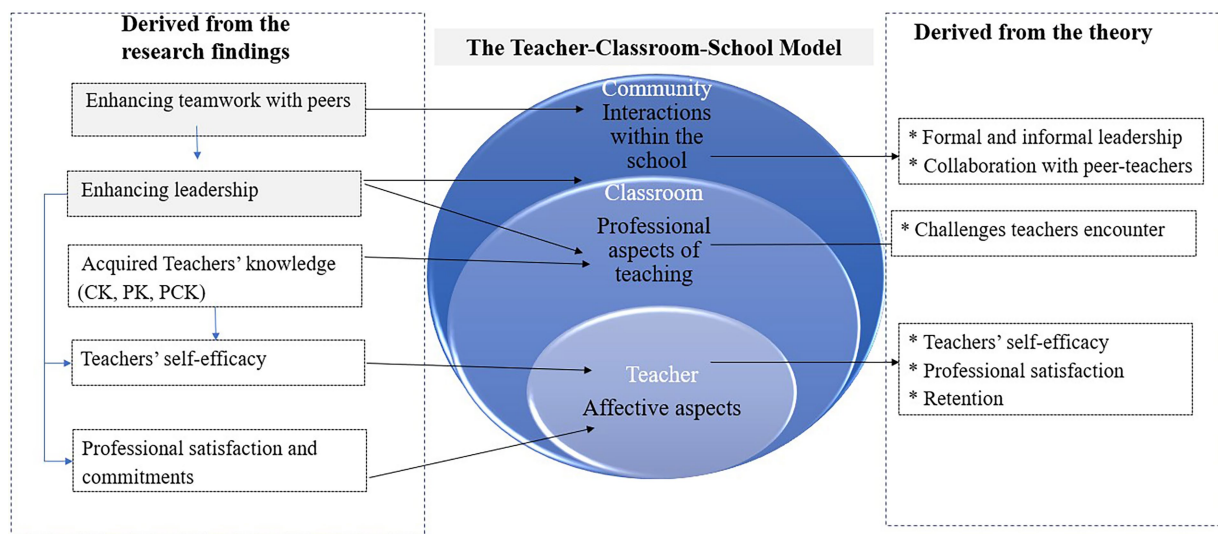 Derived from the
research findings
Enhancing teamwork with peers
Enhancing leadership
Acquired Teachers’ knowledge
(CK, PK, PCK)
Teachers’ self-efficacy
Professional satisfaction and
commitments
The Teacher-Classroom-School Model
Community
Interactions
within the
school
Classroom
Professional
aspects of
teaching
Teacher
Affective aspects
Derived from the theory
* Formal and informal leadership
* Collaboration with peer-teachers
* Challenges teachers encounter
* Teachers’ self-efficacy
* Professional satisfaction
* Retention